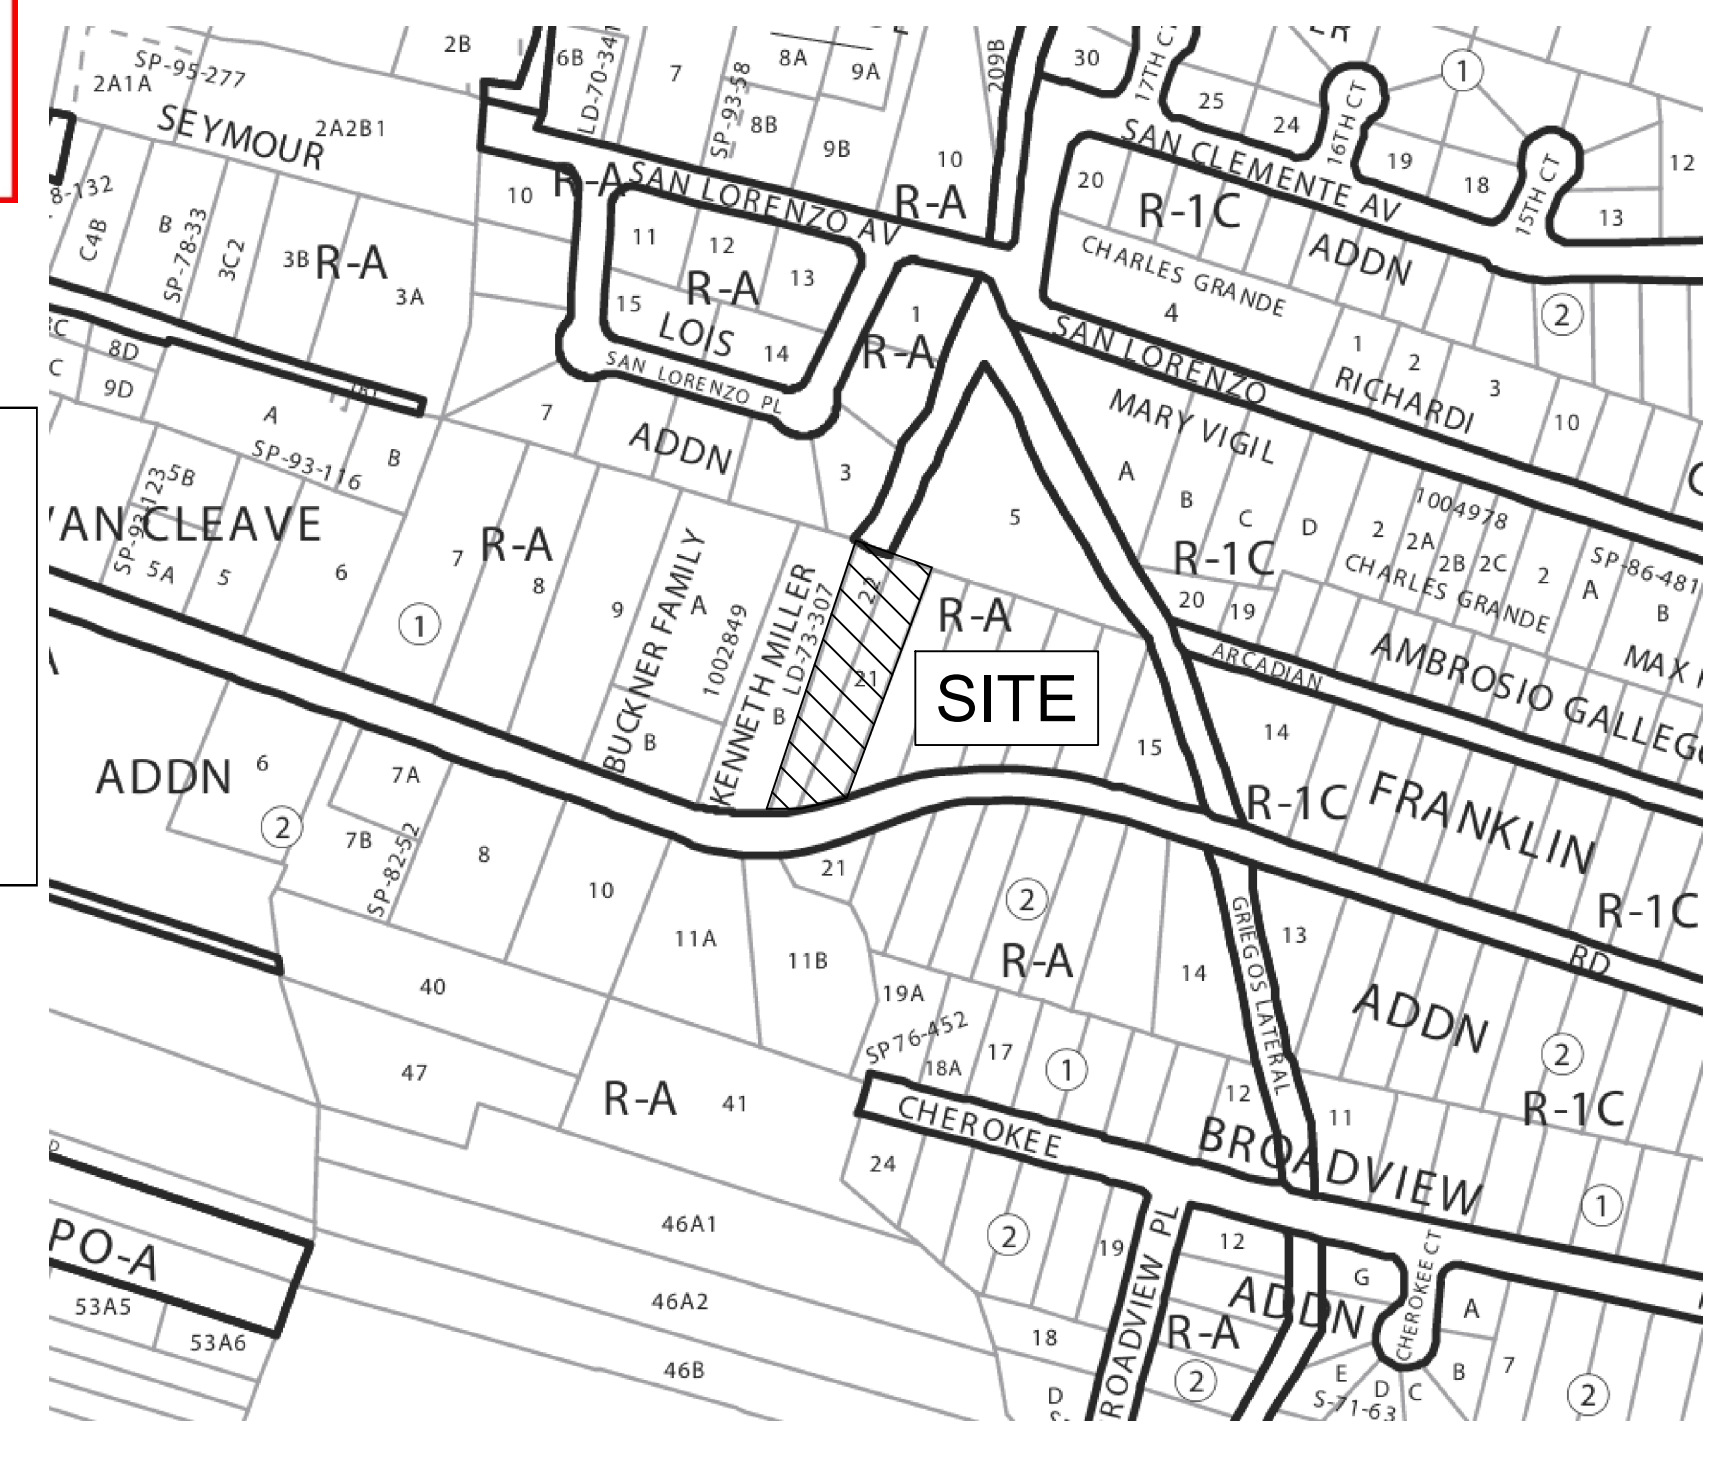 2B
6B
LD-70-341
7
SP-93-58
8A
9A
8B
9B
10
209B
30
17TH CT
25
24
16TH CT
1
19
18
15TH CT
12
13
SP-95-277
2A1A
SEYMOUR
2A2B1
8-132
C4B
B
SP-78-33
3C2
3B
R-A
3A
10
R-A
SAN LORENZO AV
R-A
SAN CLEMENTE AV
20
R-1C
ADDN
CHARLES GRANDE
4
2
11
12
13
R-A
15
LOIS
14
SAN LORENZO PL
1
R-A
SAN LORENZO
1
2
RICHARDI
3
10
8D
9D
C
A
SP-93-116
B
7
ADDN
3
MARY VIGIL
A
B
C
D
R-1C
1004978
2
2A
2B
2C
2
CHARLES GRANDE
SP-86-481
A
B
MAX
5B
SP-93-123
VAN CLEAVE
5A
5
6
7
R-A
8
1
9
BUCKNER FAMILY
A
1002849
B
KENNETH MILLER
LD-73-307
B
22
21
5
R-A
SITE
15
20
19
ARCADIAN
AMBROSIO GALLEGO
14
R-1C
FRANKLIN
R-1C
RD
ADDN
6
2
7A
7B
SP-82-52
8
10
11A
11B
21
2
R-A
14
GRIEGOS LATERAL
13
ADDN
2
R-1C
40
47
R-A
41
19A
SP76-452
18A
17
1
12
11
CHEROKEE
BROADVIEW
24
2
19
BROADVIEW PL
12
ADDN
R-A
2
G
CHEROKEE CT
A
B
E
D
C
S-71-63
7
1
2
PO-A
53A5
53A6
46A1
46A2
46B
18
D